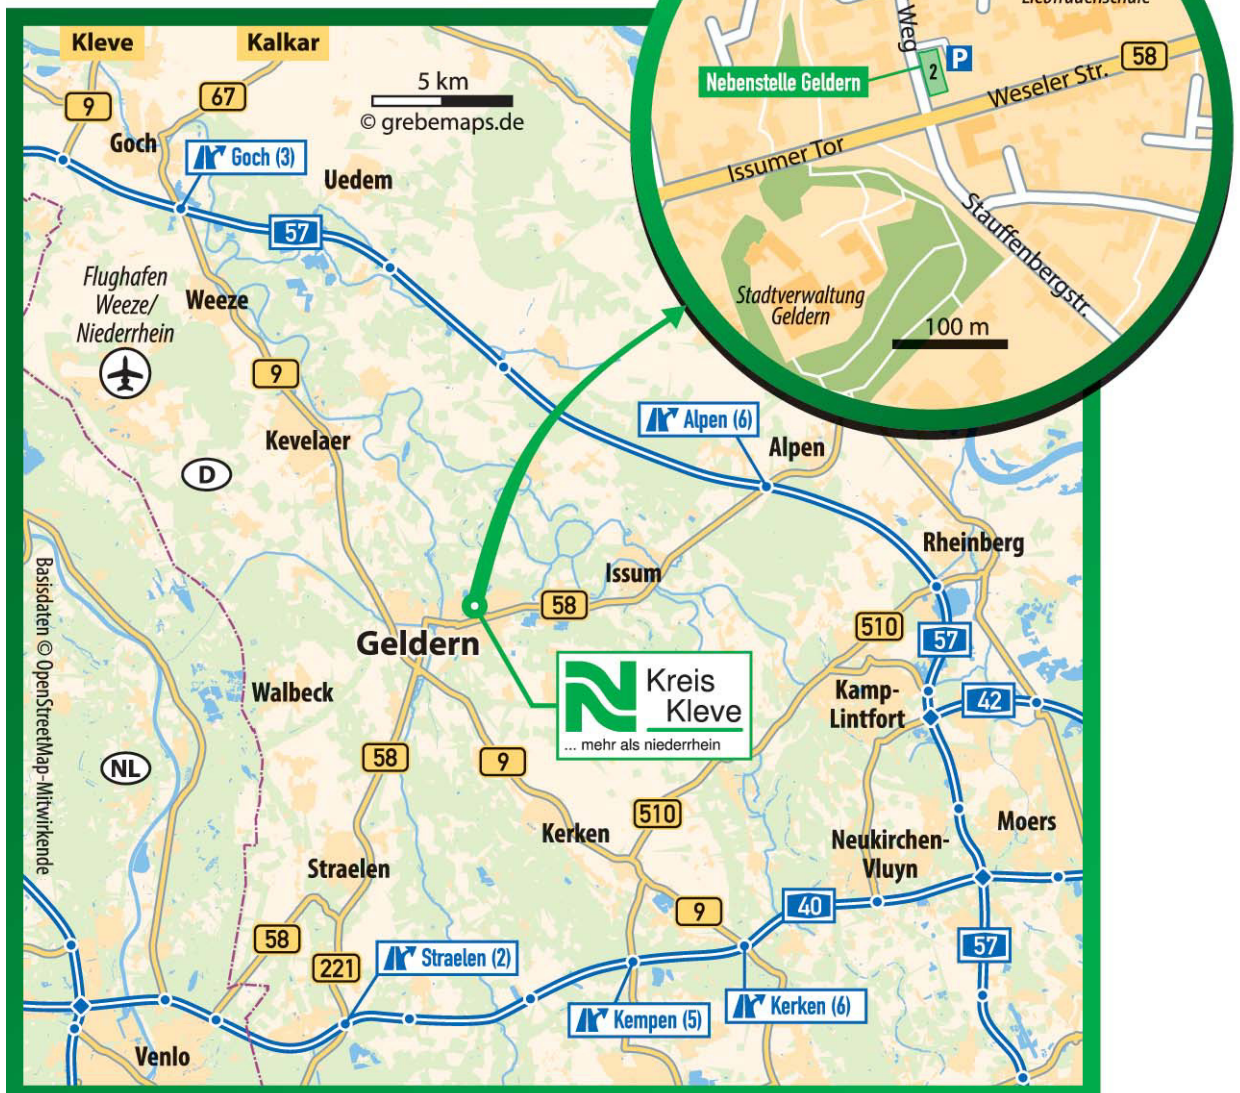 Liebfrauenschule
Weg
2
P
58
Nebenstelle Geldern
Weseler Str.
Issumer Tor
Stauffenbergstr.
Stadtverwaltung
Geldern
100 m
Kleve
Kalkar
5 km
© grebemaps.de
9
67
Goch
Goch (3)
Uedem
57
Flughafen
Weeze/
Niederrhein
Weeze
9
Kevelaer
D
Alpen (6)
Alpen
Rheinberg
Issum
58
510
57
Geldern
Kreis
Kleve
... mehr als niederrhein
Walbeck
Kamp-
Lintfort
42
NL
58
9
510
Kerken
Moers
Neukirchen-
Vluyn
Straelen
40
9
58
221
Straelen (2)
57
Kempen (5)
Kerken (6)
Venlo
Basisdaten © OpenStreetMap-Mitwirkende